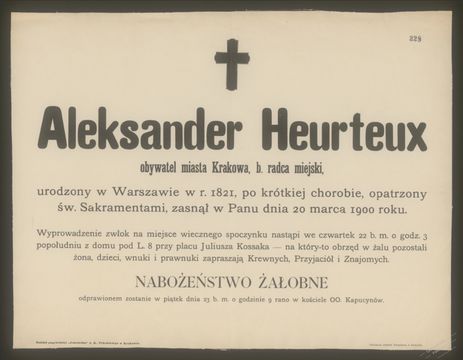 228
Aleksander Heurteux
obywatel miasta Krakowa, b. radca miejski,
urodzony w Warszawie w r. 1821, po krótkiej chorobie, opatrzony
św. Sakramentami, zasnął w Panu dnia 20 marca 1900 roku.
Wyprowadzenie zwłok na miejsce wiecznego spoczynku nastąpi we czwartek 22 b. m. o godz. 3
popołudniu z domu pod L. 8 przy placu Juliusza Kossaka — na który-to obrzęd w żalu pozostali
żona, dzieci, wnuki i prawnuki zapraszają Krewnych, Przyjaciół i Znajomych.
NABOŻEŃSTWO ŻAŁOBNE
odprawionem zostanie w piątek dnia 23 b. m. o godzinie 9 rano w kościele OO. Kapucynów.